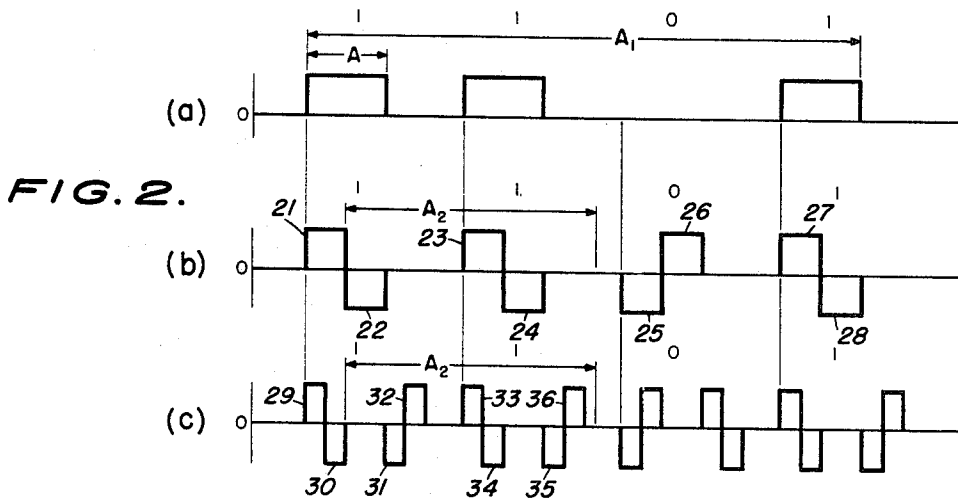 1 1 0 1
A₁
A
(a) 0
FIG. 2.
1 1. 0 1
21 A₂ 23 26 27
(b) 0
22 24 25 28
1 1 0 1
A₂
29 32 33 36
(c) 0
30 31 34 35